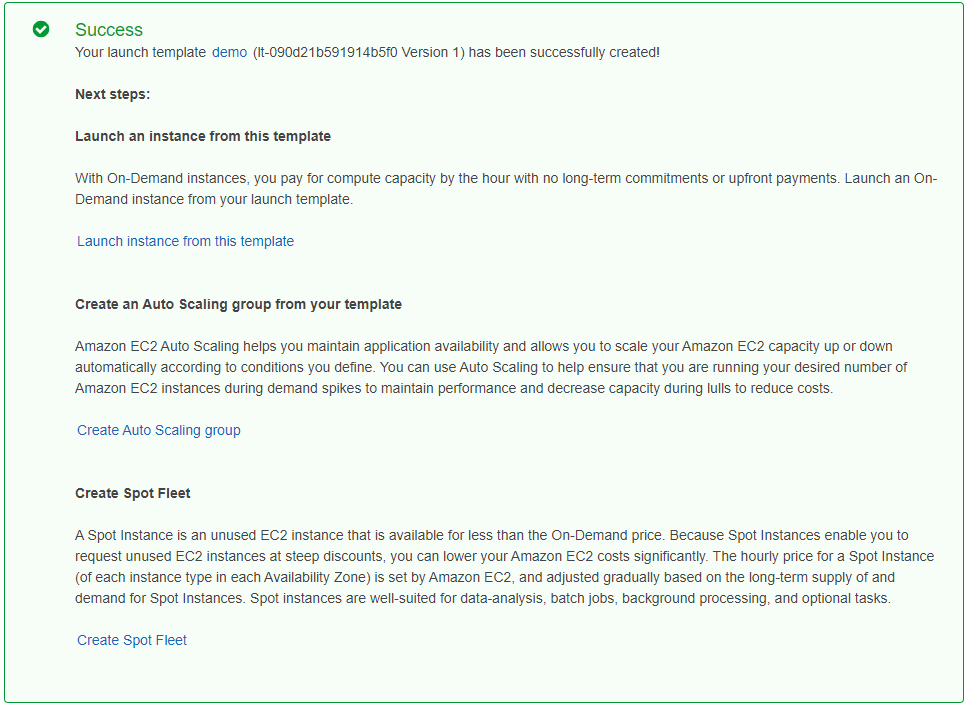 Success
Your launch template demo (lt-090d21b591914b5f0 Version 1) has been successfully created!
Next steps:
Launch an instance from this template
With On-Demand instances, you pay for compute capacity by the hour with no long-term commitments or upfront payments. Launch an On-
Demand instance from your launch template.
Launch instance from this template
Create an Auto Scaling group from your template
Amazon EC2 Auto Scaling helps you maintain application availability and allows you to scale your Amazon EC2 capacity up or down
automatically according to conditions you define. You can use Auto Scaling to help ensure that you are running your desired number of
Amazon EC2 instances during demand spikes to maintain performance and decrease capacity during lulls to reduce costs.
Create Auto Scaling group
Create Spot Fleet
A Spot Instance is an unused EC2 instance that is available for less than the On-Demand price. Because Spot Instances enable you to
request unused EC2 instances at steep discounts, you can lower your Amazon EC2 costs significantly. The hourly price for a Spot Instance
(of each instance type in each Availability Zone) is set by Amazon EC2, and adjusted gradually based on the long-term supply of and
demand for Spot Instances. Spot instances are well-suited for data-analysis, batch jobs, background processing, and optional tasks.
Create Spot Fleet